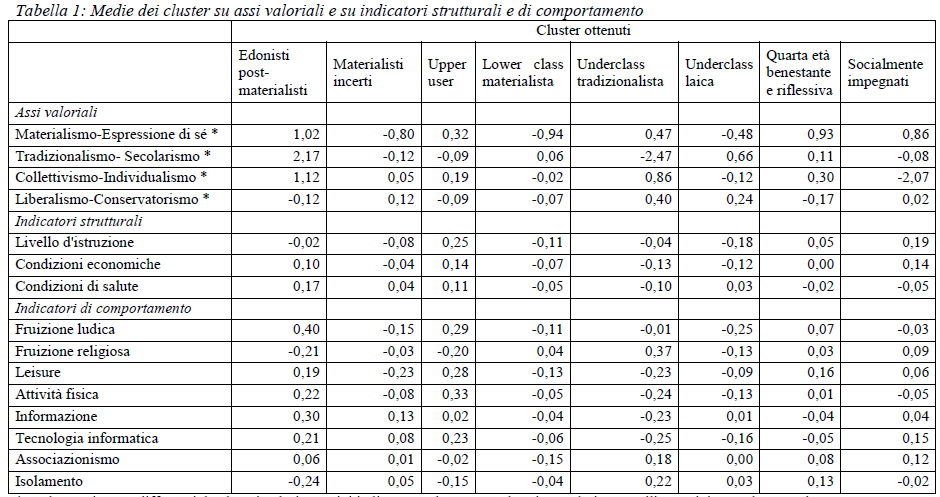 Tabella 1: Medie dei cluster su assi valoriali e su indicatori strutturali e di comportamento
Cluster ottenuti
Edonisti post-materialisti | Materialisti incerti | Upper user | Lower class materialista | Underclass tradizionalista | Underclass laica | Quarta età benestante e riflessiva | Socialmente impegnati
Assi valoriali
Materialismo-Espressione di sé * 1,02 -0,80 0,32 -0,94 0,47 -0,48 0,93 0,86
Tradizionalismo- Secolarismo * 2,17 -0,12 -0,09 0,06 -2,47 0,66 0,11 -0,08
Collettivismo-Individualismo * 1,12 0,05 0,19 -0,02 0,86 -0,12 0,30 -2,07
Liberalismo-Conservatorismo * -0,12 0,12 -0,09 -0,07 0,40 0,24 -0,17 0,02
Indicatori strutturali
Livello d'istruzione -0,02 -0,08 0,25 -0,11 -0,04 -0,18 0,05 0,19
Condizioni economiche 0,10 -0,04 0,14 -0,07 -0,13 -0,12 0,00 0,14
Condizioni di salute 0,17 0,04 0,11 -0,05 -0,10 0,03 -0,02 -0,05
Indicatori di comportamento
Fruizione ludica 0,40 -0,15 0,29 -0,11 -0,01 -0,25 0,07 -0,03
Fruizione religiosa -0,21 -0,03 -0,20 0,04 0,37 -0,13 0,03 0,09
Leisure 0,19 -0,23 0,28 -0,13 -0,23 -0,09 0,16 0,06
Attività fisica 0,22 -0,08 0,33 -0,05 -0,24 -0,13 0,01 -0,05
Informazione 0,30 0,13 0,02 -0,04 -0,23 0,01 -0,04 0,04
Tecnologia informatica 0,21 0,08 0,23 -0,06 -0,25 -0,16 -0,05 0,15
Associazionismo 0,06 0,01 -0,02 -0,15 0,18 0,00 0,08 0,12
Isolamento -0,24 0,05 -0,15 -0,04 0,22 0,03 0,13 -0,02